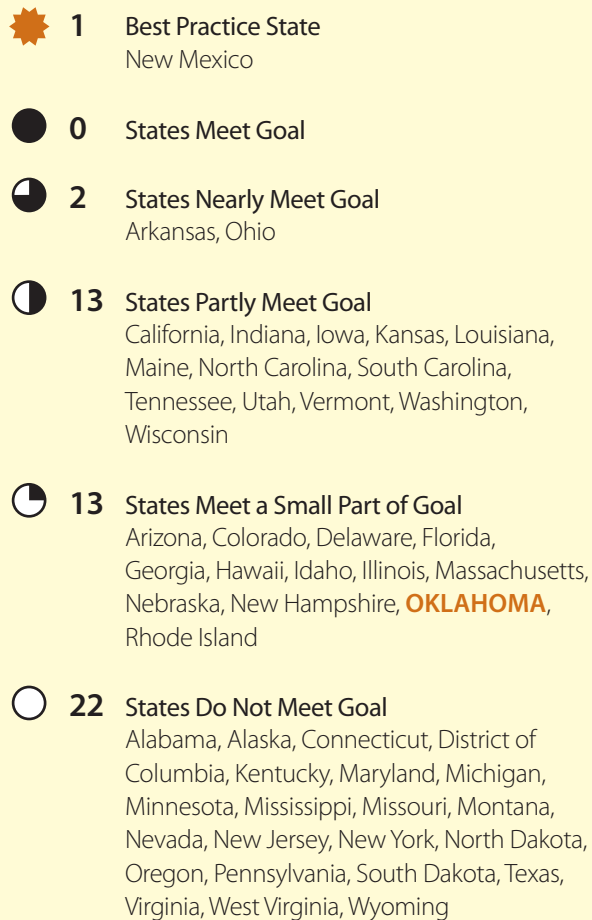 1 Best Practice State
New Mexico
0 States Meet Goal
2 States Nearly Meet Goal
Arkansas, Ohio
13 States Partly Meet Goal
California, Indiana, Iowa, Kansas, Louisiana,
Maine, North Carolina, South Carolina,
Tennessee, Utah, Vermont, Washington,
Wisconsin
13 States Meet a Small Part of Goal
Arizona, Colorado, Delaware, Florida,
Georgia, Hawaii, Idaho, Illinois, Massachusetts,
Nebraska, New Hampshire, OKLAHOMA,
Rhode Island
22 States Do Not Meet Goal
Alabama, Alaska, Connecticut, District of
Columbia, Kentucky, Maryland, Michigan,
Minnesota, Mississippi, Missouri, Montana,
Nevada, New Jersey, New York, North Dakota,
Oregon, Pennsylvania, South Dakota, Texas,
Virginia, West Virginia, Wyoming